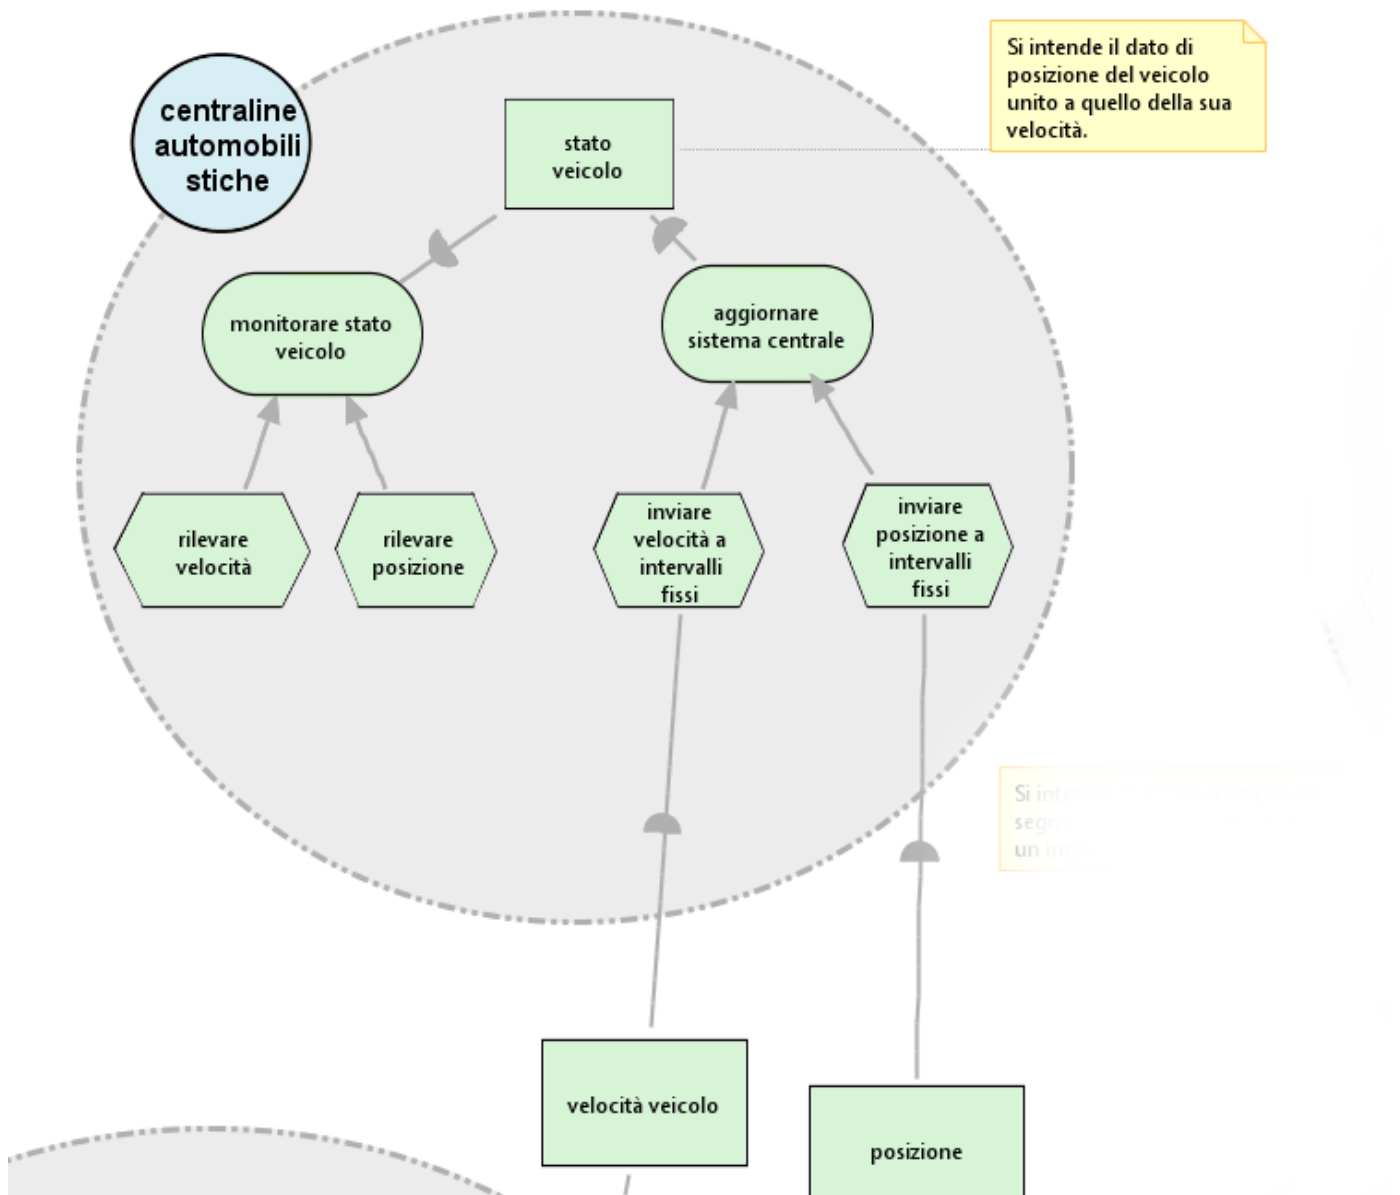 Si intende il dato di
posizione del veicolo
unito a quello della sua
velocità.
centraline
automobili
stiche
stato
veicolo
monitorare stato
veicolo
aggiornare
sistema centrale
rilevare
velocità
rilevare
posizione
inviare
velocità a
intervalli
fissi
inviare
posizione a
intervalli
fissi
Si
un
velocità veicolo
posizione